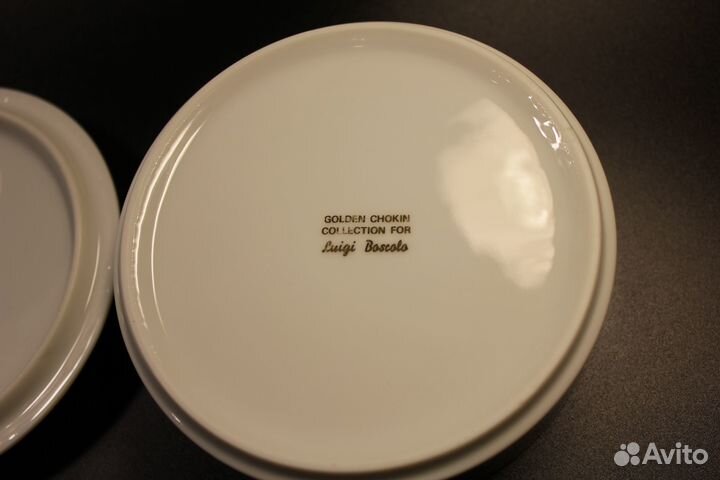 GOLDEN CHOKIN
COLLECTION FOR
Luigi Boscolo
Avito